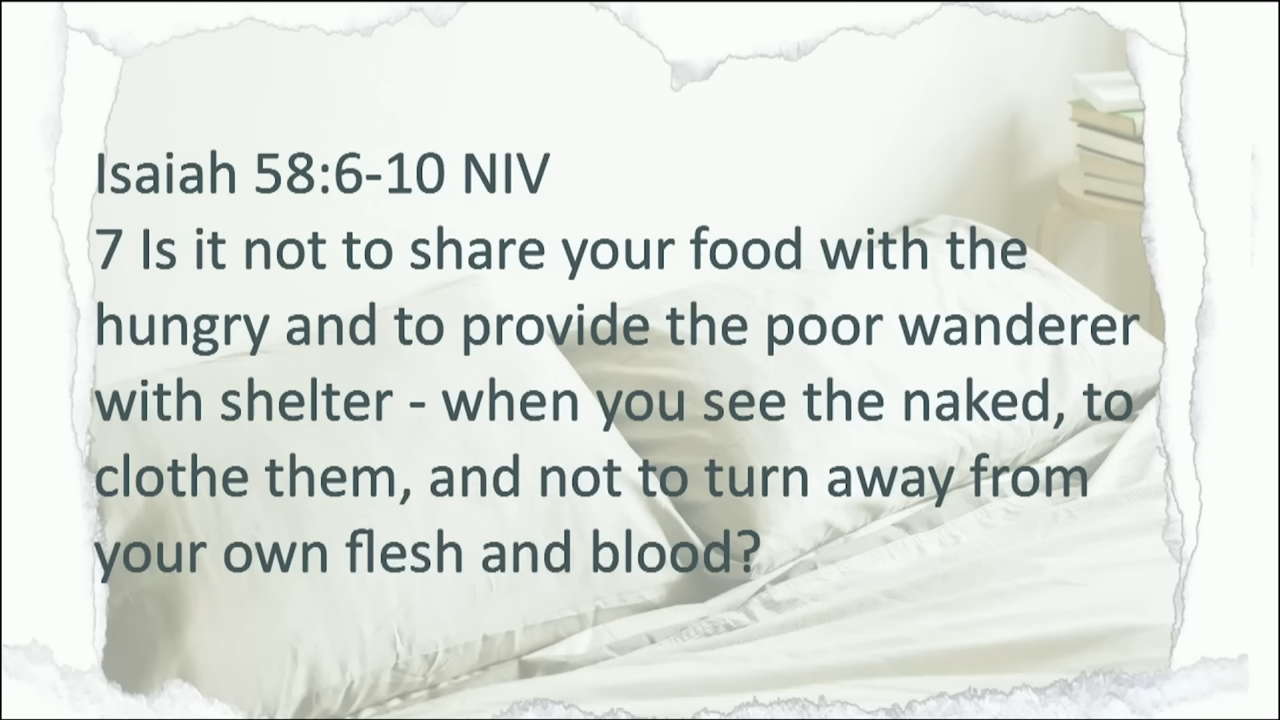 Isaiah 58:6-10 NIV
7 Is it not to share your food with the
hungry and to provide the poor wanderer
with shelter - when you see the naked, to
clothe them, and not to turn away from
your own flesh and blood?